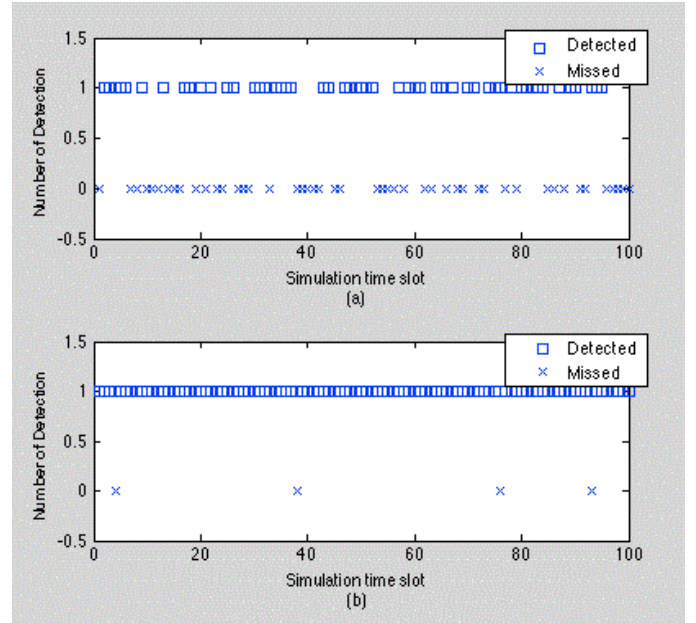 1.5
Detected
Missed
1
0.5
0
-0.5
Number of Detection
0 20 40 60 80 100
Simulation time slot
(a)
1.5
Detected
Missed
1
0.5
0
-0.5
Number of Detection
0 20 40 60 80 100
Simulation time slot
(b)